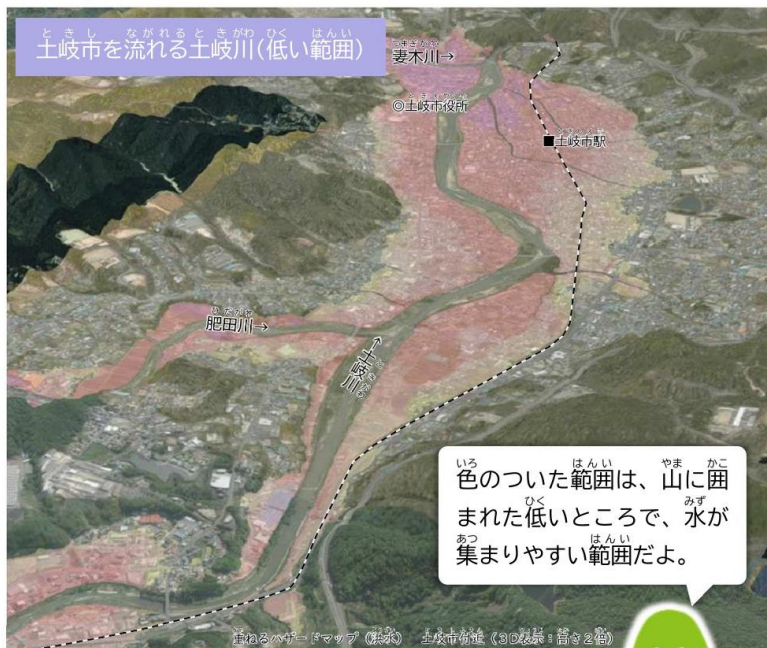 土岐市を流れる土岐川(低い範囲)
妻木川→
◎土岐市役所
■土岐市駅
肥田川→
↑土岐川
色のついた範囲は、山に囲
まれた低いところで、水が
集まりやすい範囲だよ。
重ねるハザードマップ（洪水）　土岐市付近（3D表示：高さ2倍）